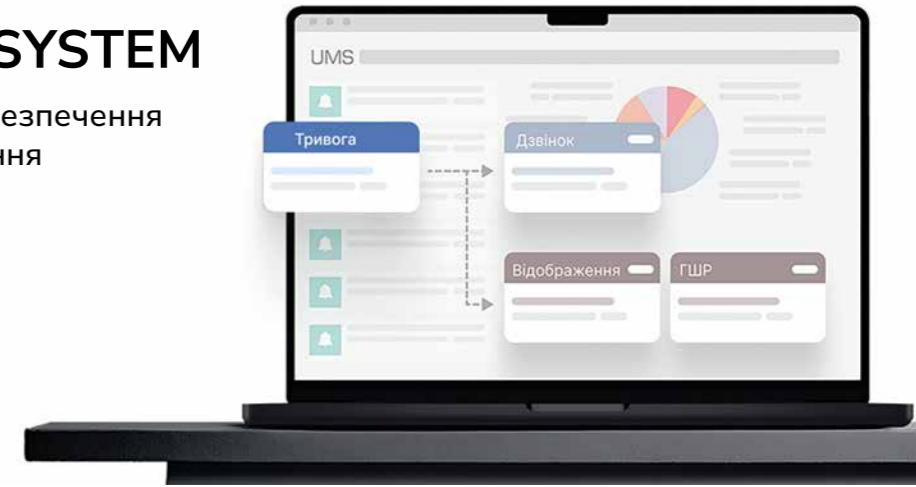 SYSTEM
езпечення
ння
UMS
Тривога
Дзвінок
Відображення
ГШР